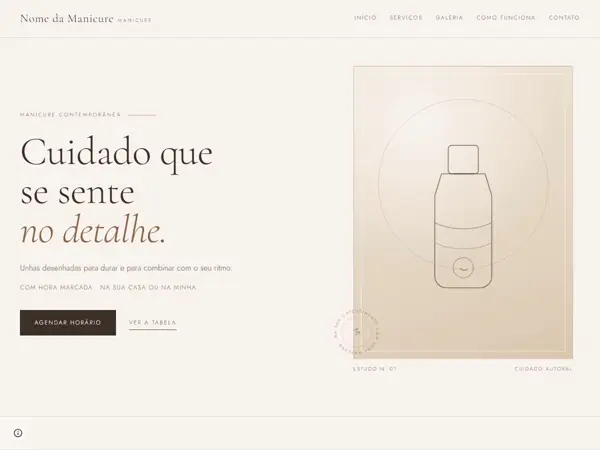 Nome da Manicure MANICURE
INÍCIO SERVIÇOS GALERIA COMO FUNCIONA CONTATO
MANICURE CONTEMPORÂNEA
Cuidado que
se sente
no detalhe.
Unhas desenhadas para durar e para combinar com o seu ritmo.
COM HORA MARCADA NA SUA CASA OU NA MINHA
AGENDAR HORÁRIO
VER A TABELA
ESTUDO N. 01
CUIDADO AUTORAL